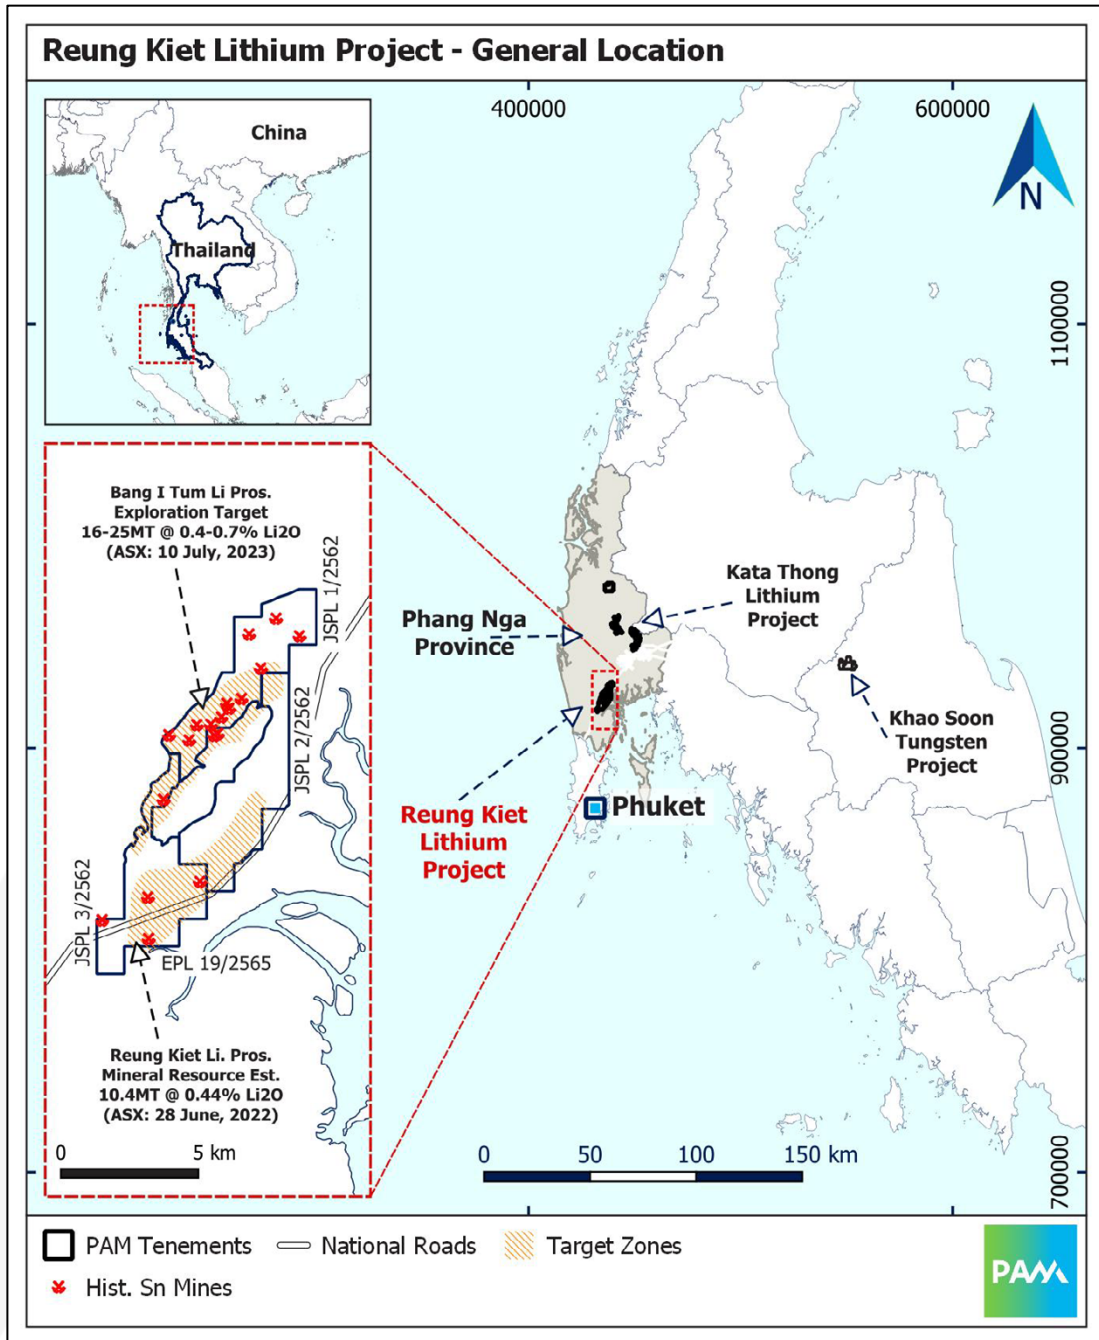 Reung Kiet Lithium Project - General Location
400000
600000
China
Thailand
N
1100000
Bang I Tum Li Pros.
Exploration Target
16-25MT @ 0.4-0.7% Li2O
(ASX: 10 July, 2023)
JSPL 1/2562
JSPL 2/2562
JSPL 3/2562
EPL 19/2565
Reung Kiet Li. Pros.
Mineral Resource Est.
10.4MT @ 0.44% Li2O
(ASX: 28 June, 2022)
0
5 km
Kata Thong
Lithium
Project
Phang Nga
Province
Khao Soon
Tungsten
Project
900000
Reung Kiet
Lithium
Project
Phuket
0
50
100
150 km
700000
PAM Tenements
National Roads
Target Zones
Hist. Sn Mines
PAM